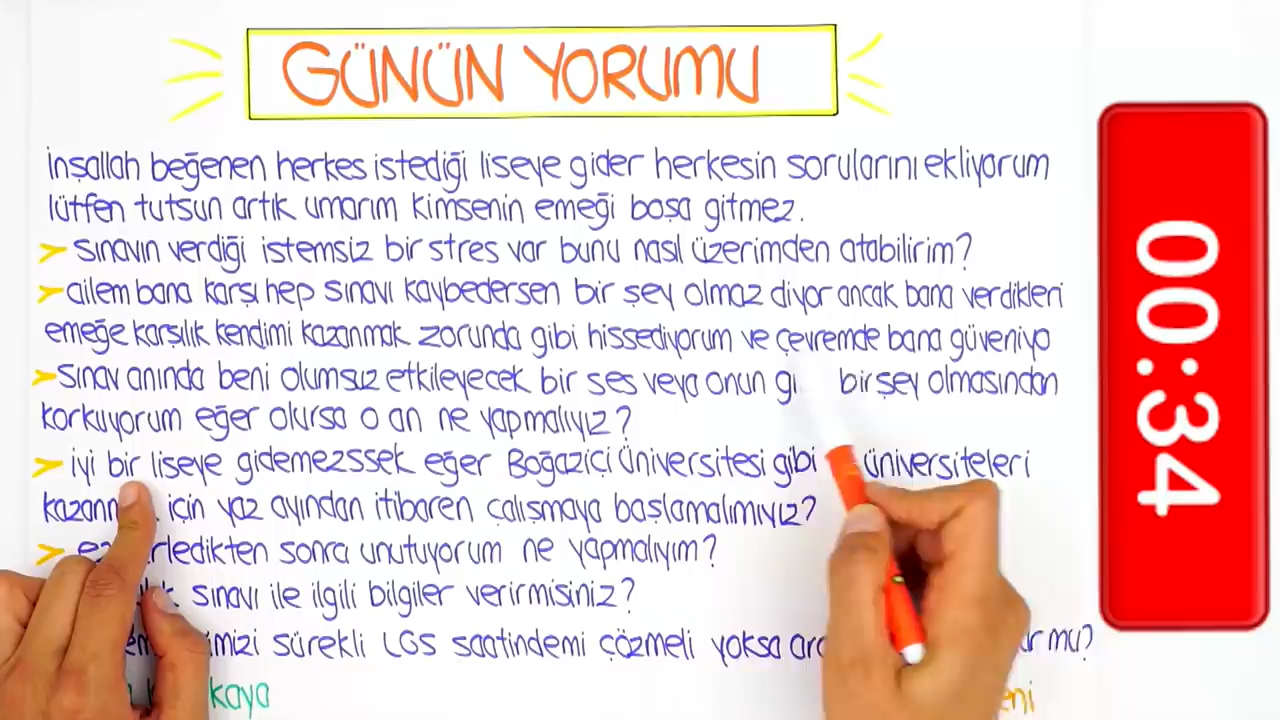 GÜNÜN YORUMU
İnşallah beğenen herkes istediği liseye gider herkesin sorularını ekliyorum
lütfen tutsun artık umarım kimsenin emeği boşa gitmez.
➤ sınavın verdiği istemsiz bir stres var bunu nasıl üzerimden atabilirim?
➤ ailem bana karşı hep sınavı kaybedersen bir şey olmaz diyor ancak bana verdikleri
emeğe karşılık kendimi kazanmak zorunda gibi hissediyorum ve çevremde bana güveniyo
➤ Sınav anında beni olumsuz etkileyecek bir ses veya onun bir şey olmasından
korkuyorum eğer olursa o an ne yapmalıyız?
➤ iyi bir liseye gidemezssek eğer Boğaziçi Üniversitesi gibi üniversiteleri
için yaz ayından itibaren çalışmaya başlamalımıyız?
➤ sonra unutuyorum ne yapmalıyım?
sınavı ile ilgili bilgiler verirmisiniz?
sürekli LGS saatindemi çözmeli yoksa mu?
kaya
00:34